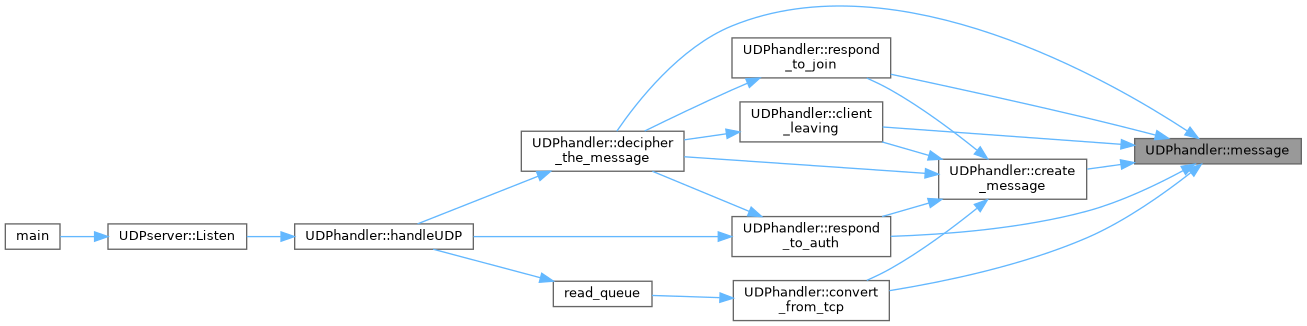 UDPhandler::respond
_to_join
UDPhandler::client
_leaving
UDPhandler::decipher
_the_message
UDPhandler::message
UDPhandler::create
_message
main
UDPserver::Listen
UDPhandler::handleUDP
UDPhandler::respond
_to_auth
read_queue
UDPhandler::convert
_from_tcp